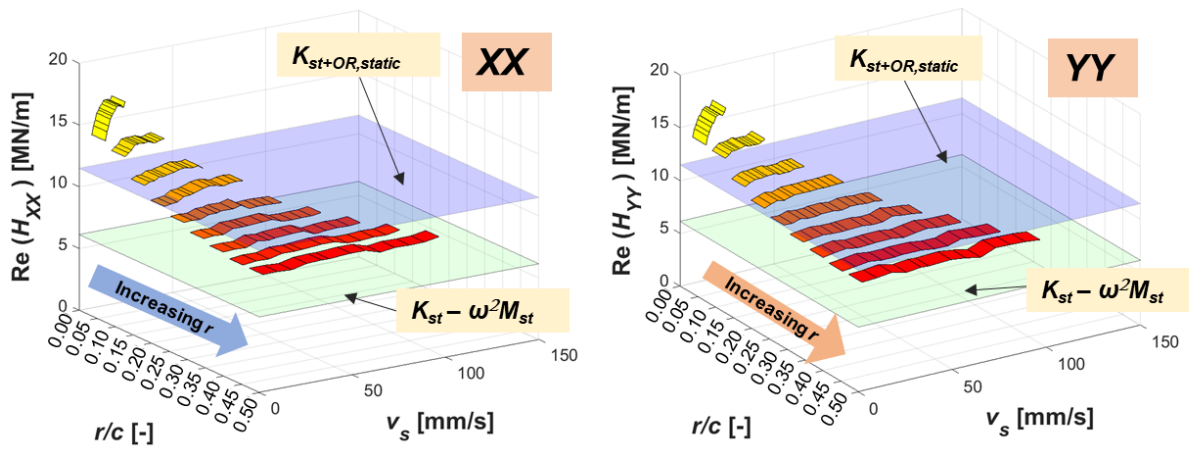 K_st+OR,static
XX
20
15
10
5
0
Re (H_XX) [MN/m]
K_st – ω²M_st
Increasing r
0.00
0.05
0.10
0.15
0.20
0.25
0.30
0.35
0.40
0.45
0.50
r/c [-]
0
50
100
150
v_s [mm/s]
K_st+OR,static
YY
20
15
10
5
0
Re (H_YY) [MN/m]
K_st – ω²M_st
Increasing r
0.00
0.05
0.10
0.15
0.20
0.25
0.30
0.35
0.40
0.45
0.50
r/c [-]
0
50
100
150
v_s [mm/s]